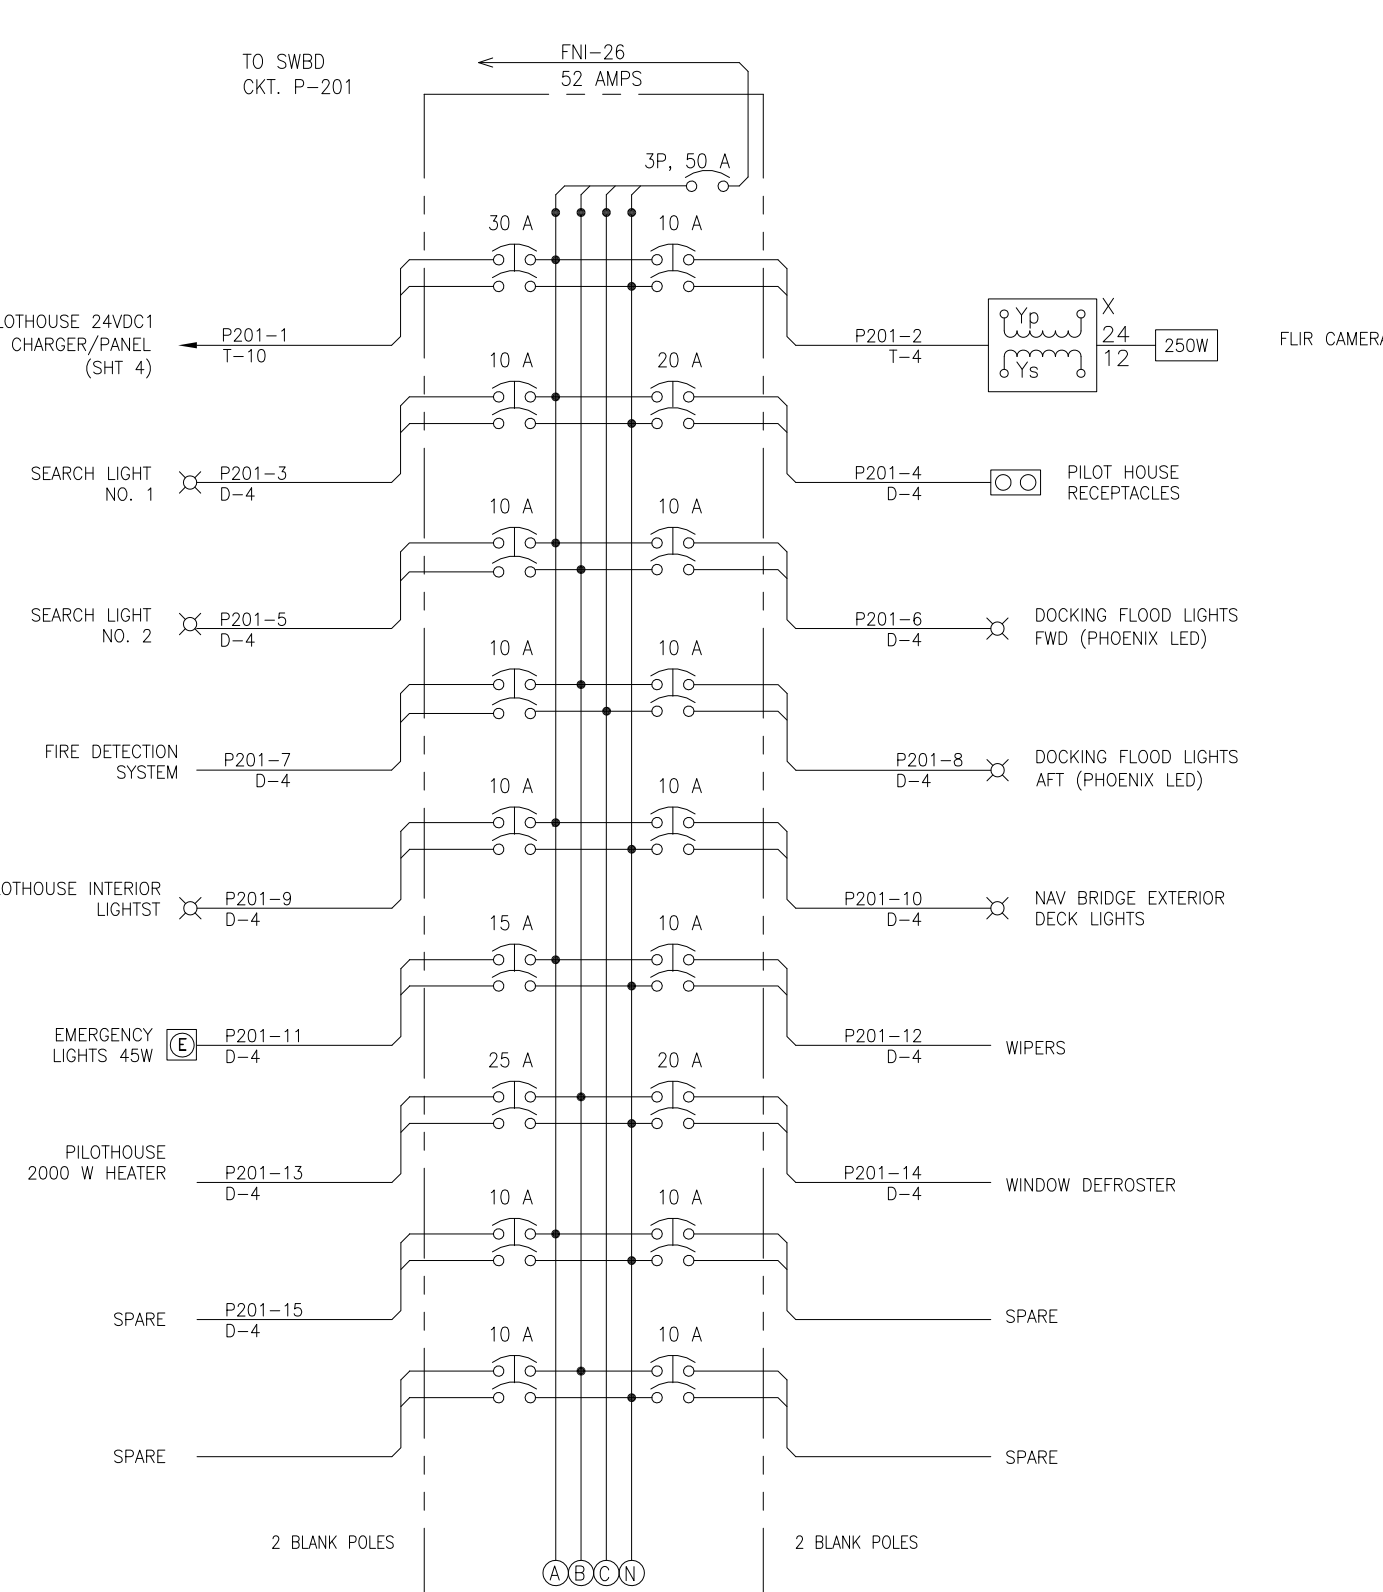 TO SWBD
CKT. P-201
FNI-26
52 AMPS
3P, 50 A
30 A
10 A
LOTHOUSE 24VDC1
CHARGER/PANEL
(SHT 4)
P201-1
T-10
P201-2
T-4
Yp
Ys
X
24
12
250W
FLIR CAMERA
10 A
20 A
SEARCH LIGHT
NO. 1
P201-3
D-4
P201-4
D-4
PILOT HOUSE
RECEPTACLES
10 A
10 A
SEARCH LIGHT
NO. 2
P201-5
D-4
P201-6
D-4
DOCKING FLOOD LIGHTS
FWD (PHOENIX LED)
10 A
10 A
FIRE DETECTION
SYSTEM
P201-7
D-4
P201-8
D-4
DOCKING FLOOD LIGHTS
AFT (PHOENIX LED)
10 A
10 A
LOTHOUSE INTERIOR
LIGHTST
P201-9
D-4
P201-10
D-4
NAV BRIDGE EXTERIOR
DECK LIGHTS
15 A
10 A
EMERGENCY
LIGHTS 45W
E
P201-11
D-4
P201-12
D-4
WIPERS
25 A
20 A
PILOTHOUSE
2000 W HEATER
P201-13
D-4
P201-14
D-4
WINDOW DEFROSTER
10 A
10 A
SPARE
P201-15
D-4
SPARE
10 A
10 A
SPARE
SPARE
2 BLANK POLES
2 BLANK POLES
A B C N